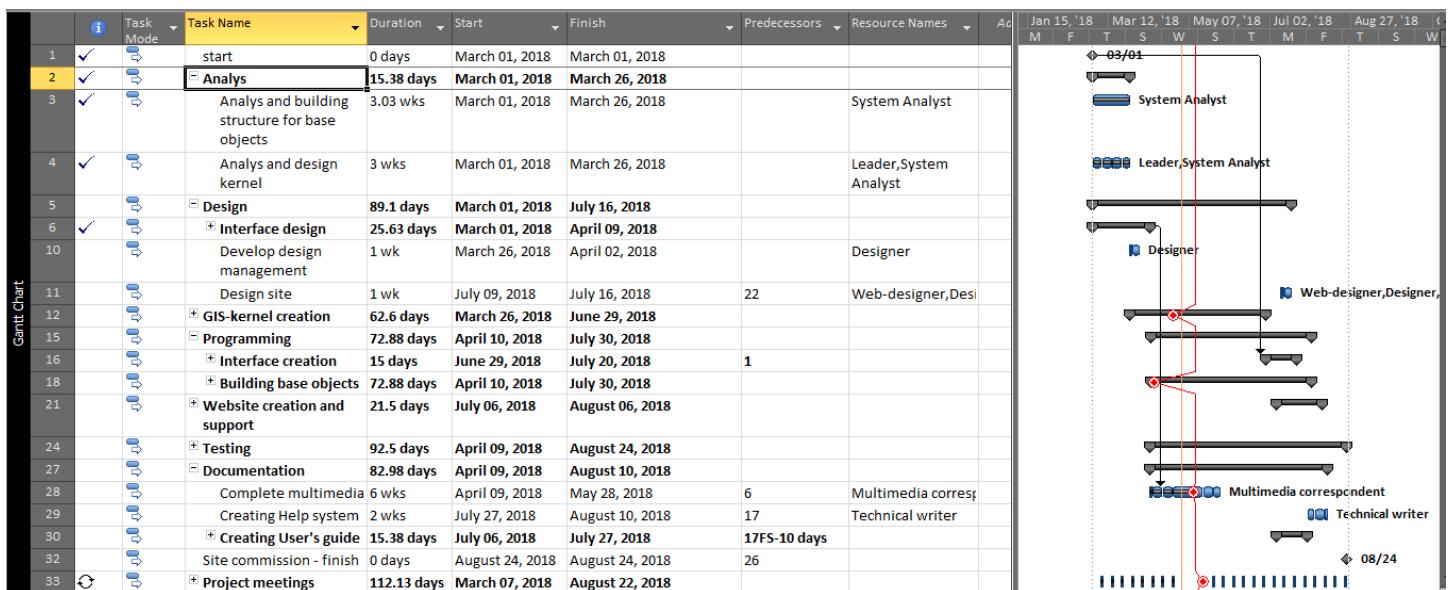 Task Mode Task Name Duration Start Finish Predecessors Resource Names Jan 15, '18 Mar 12, '18 May 07, '18 Jul 02, '18 Aug 27, '18
M F T S W S T M F T S W
1 start 0 days March 01, 2018 March 01, 2018 03/01
2 Analys 15.38 days March 01, 2018 March 26, 2018
3 Analys and building 3.03 wks March 01, 2018 March 26, 2018 System Analyst System Analyst
structure for base
objects
4 Analys and design 3 wks March 01, 2018 March 26, 2018 Leader,System Leader,System Analyst
kernel Analyst
5 Design 89.1 days March 01, 2018 July 16, 2018
6 Interface design 25.63 days March 01, 2018 April 09, 2018
10 Develop design 1 wk March 26, 2018 April 02, 2018 Designer Designer
management
11 Design site 1 wk July 09, 2018 July 16, 2018 22 Web-designer,Desi Web-designer,Designer,
12 GIS-kernel creation 62.6 days March 26, 2018 June 29, 2018
15 Programming 72.88 days April 10, 2018 July 30, 2018
16 Interface creation 15 days June 29, 2018 July 20, 2018 1
18 Building base objects 72.88 days April 10, 2018 July 30, 2018
21 Website creation and 21.5 days July 06, 2018 August 06, 2018
support
24 Testing 92.5 days April 09, 2018 August 24, 2018
27 Documentation 82.98 days April 09, 2018 August 10, 2018
28 Complete multimedia 6 wks April 09, 2018 May 28, 2018 6 Multimedia corresp Multimedia correspondent
29 Creating Help system 2 wks July 27, 2018 August 10, 2018 17 Technical writer Technical writer
30 Creating User's guide 15.38 days July 06, 2018 July 27, 2018 17FS-10 days
32 Site commission - finish 0 days August 24, 2018 August 24, 2018 26 08/24
33 Project meetings 112.13 days March 07, 2018 August 22, 2018
Gantt Chart